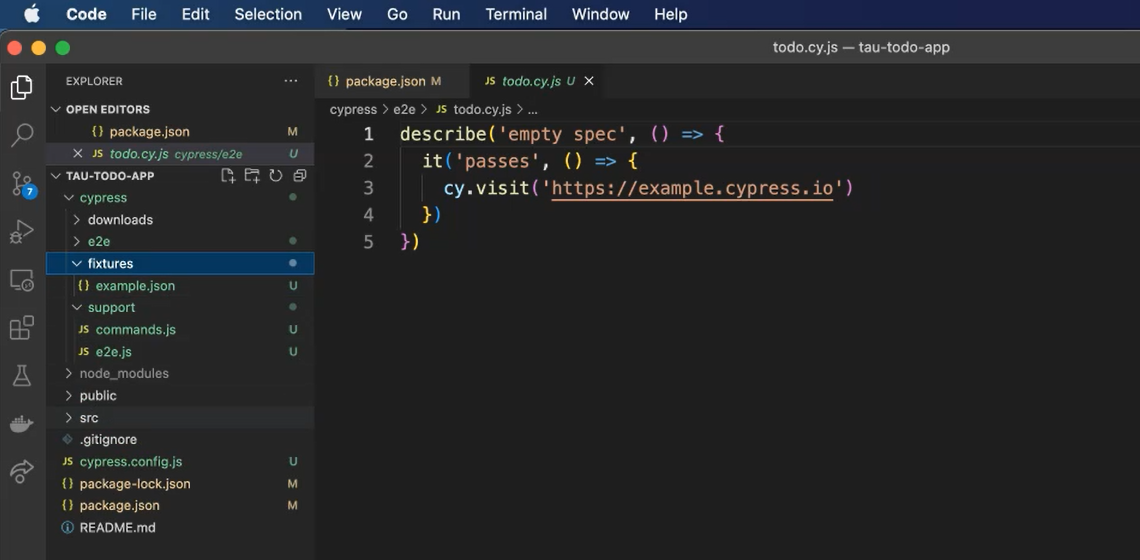 Code File Edit Selection View Go Run Terminal Window Help
todo.cy.js — tau-todo-app
EXPLORER ...
{} package.json M JS todo.cy.js U ×
OPEN EDITORS
cypress > e2e > JS todo.cy.js > ...
{} package.json M
× JS todo.cy.js cypress/e2e U
TAU-TODO-APP
7
cypress
downloads
e2e
fixtures
{} example.json U
support
JS commands.js U
JS e2e.js U
node_modules
public
src
.gitignore
JS cypress.config.js U
{} package-lock.json M
{} package.json M
README.md
1 describe('empty spec', () => {
2 it('passes', () => {
3 cy.visit('https://example.cypress.io')
4 })
5 })